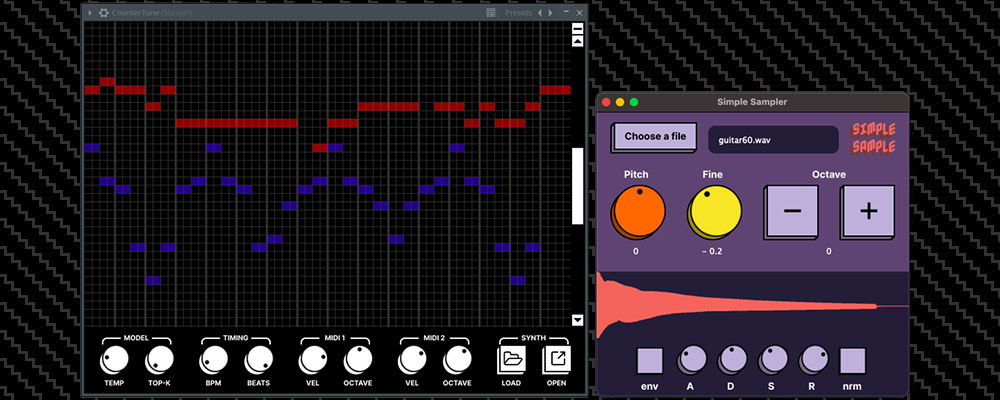 CounterTune (Master)
Presets
MODEL TIMING MIDI 1 MIDI 2 SYNTH
TEMP TOP-K BPM BEATS VEL OCTAVE VEL OCTAVE LOAD OPEN
Simple Sampler
Choose a file
guitar60.wav
SIMPLE
SAMPLE
Pitch Fine Octave
0 - 0.2 0
env A D S R nrm